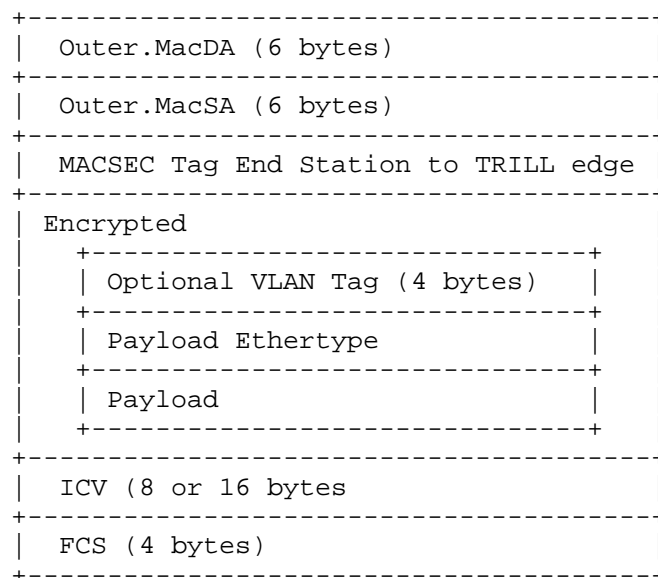 Outer.MacDA (6 bytes)
Outer.MacSA (6 bytes)
MACSEC Tag End Station to TRILL edge
Encrypted
Optional VLAN Tag (4 bytes)
Payload Ethertype
Payload
ICV (8 or 16 bytes
FCS (4 bytes)